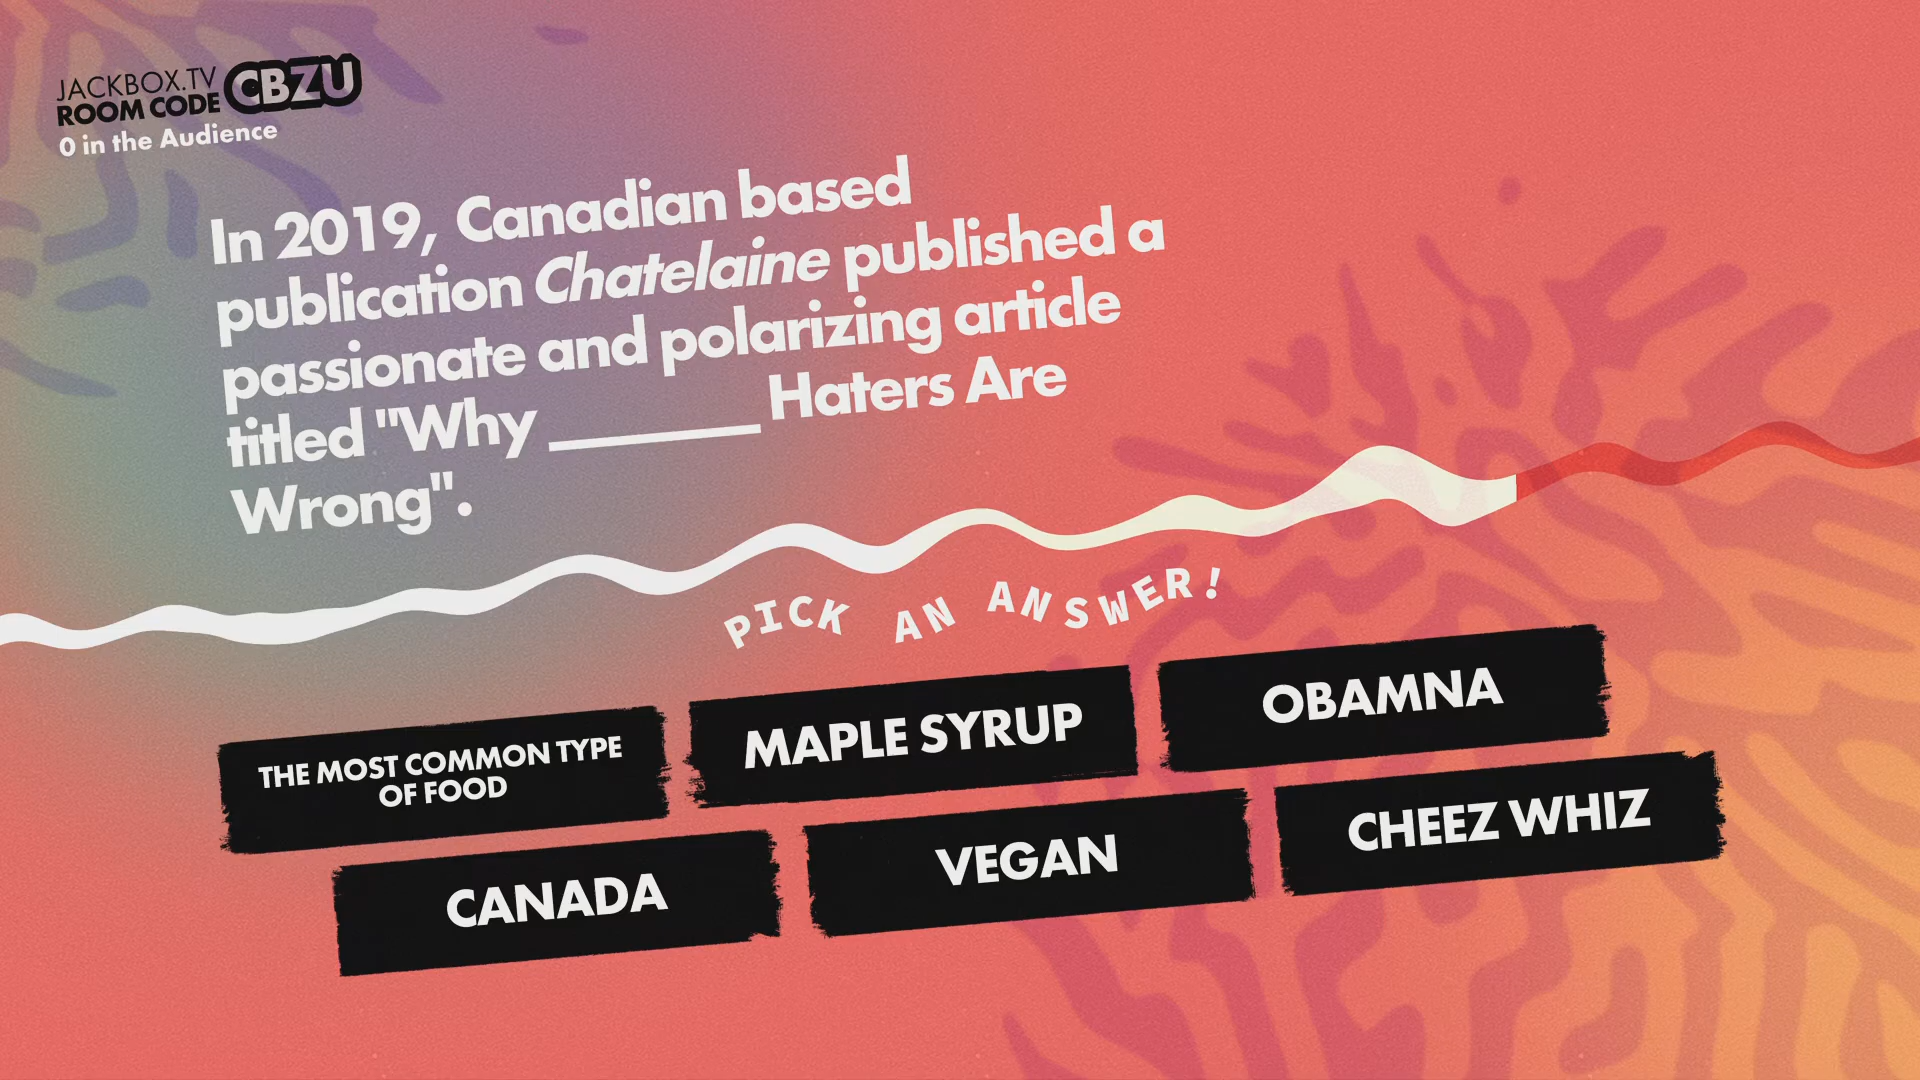 JACKBOX.TV
ROOM CODE CBZU
0 in the Audience
In 2019, Canadian based
publication Chatelaine published a
passionate and polarizing article
titled "Why ______ Haters Are
Wrong".
PICK AN ANSWER!
THE MOST COMMON TYPE
OF FOOD
MAPLE SYRUP
OBAMNA
CANADA
VEGAN
CHEEZ WHIZ